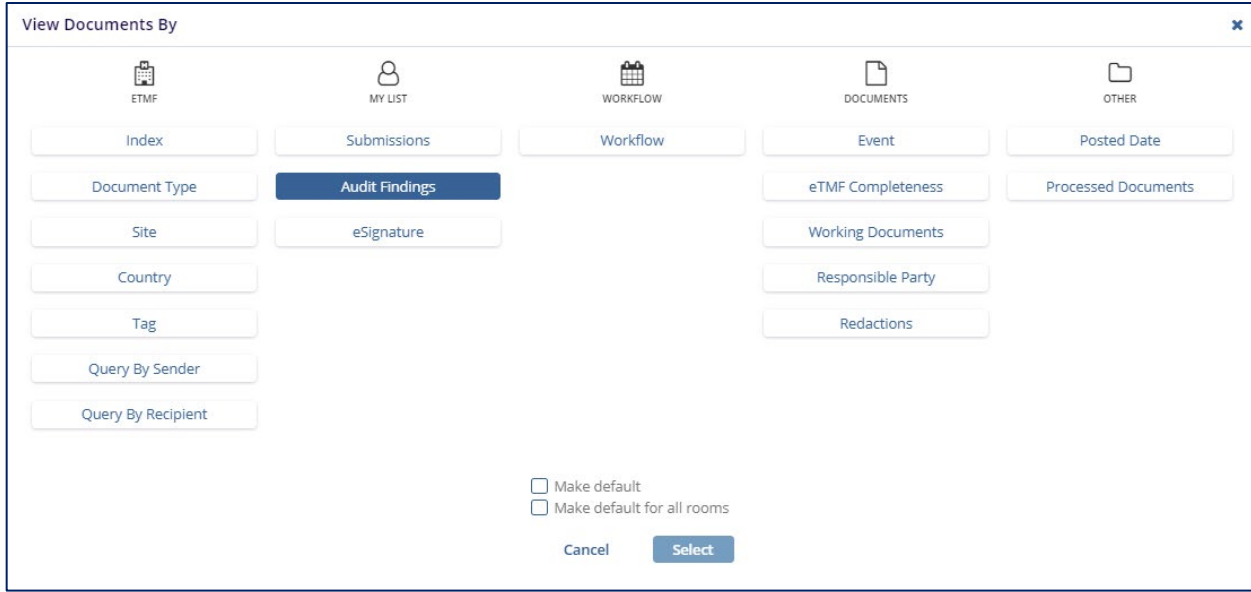 View Documents By
ETMF
MY LIST
WORKFLOW
DOCUMENTS
OTHER
Index
Submissions
Workflow
Event
Posted Date
Document Type
Audit Findings
eTMF Completeness
Processed Documents
Site
eSignature
Working Documents
Country
Responsible Party
Tag
Redactions
Query By Sender
Query By Recipient
Make default
Make default for all rooms
Cancel
Select